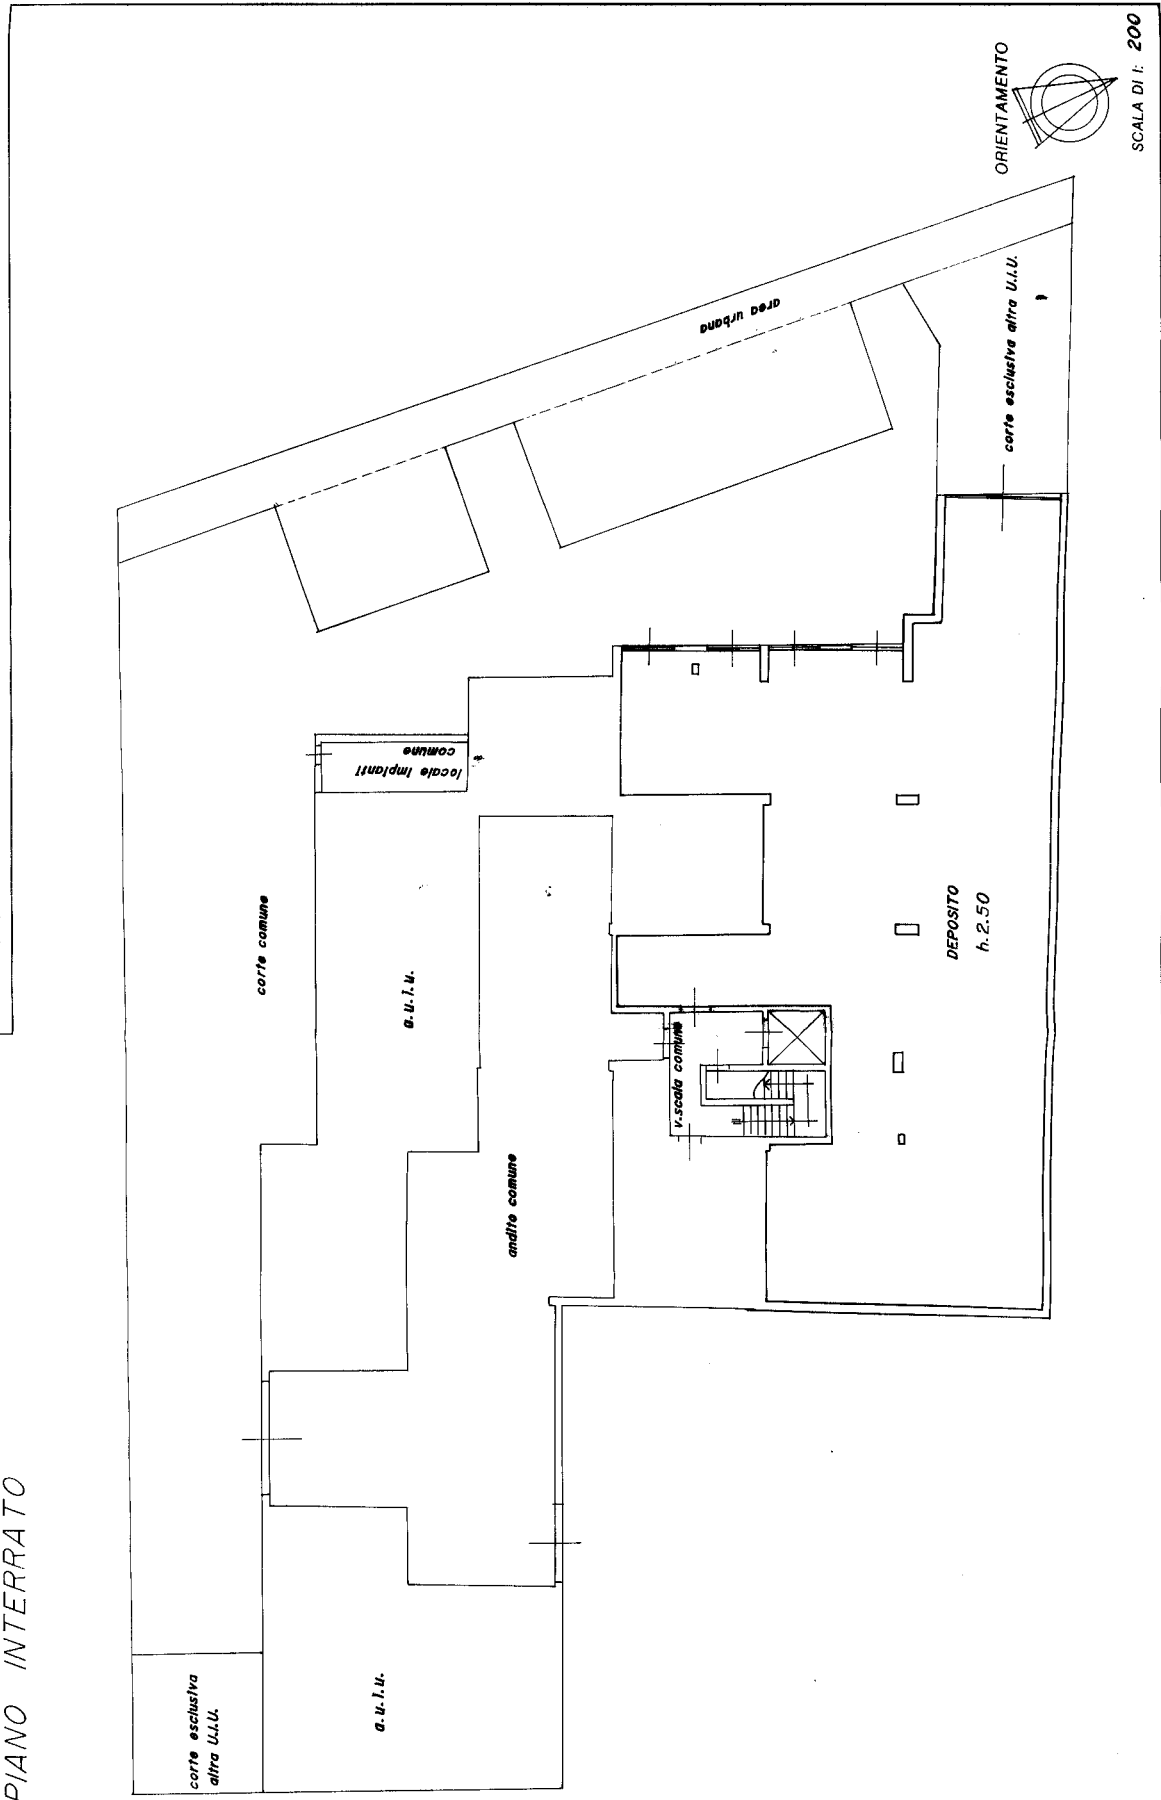 PIANO INTERRATO
ORIENTAMENTO
SCALA DI 1: 200
area urbana
corte esclusiva altra U.I.U.
locale impianti
comune
corte comune
a.u.i.u.
DEPOSITO
h.2.50
v.scala comune
andito comune
corte esclusiva
altra U.I.U.
a.u.i.u.